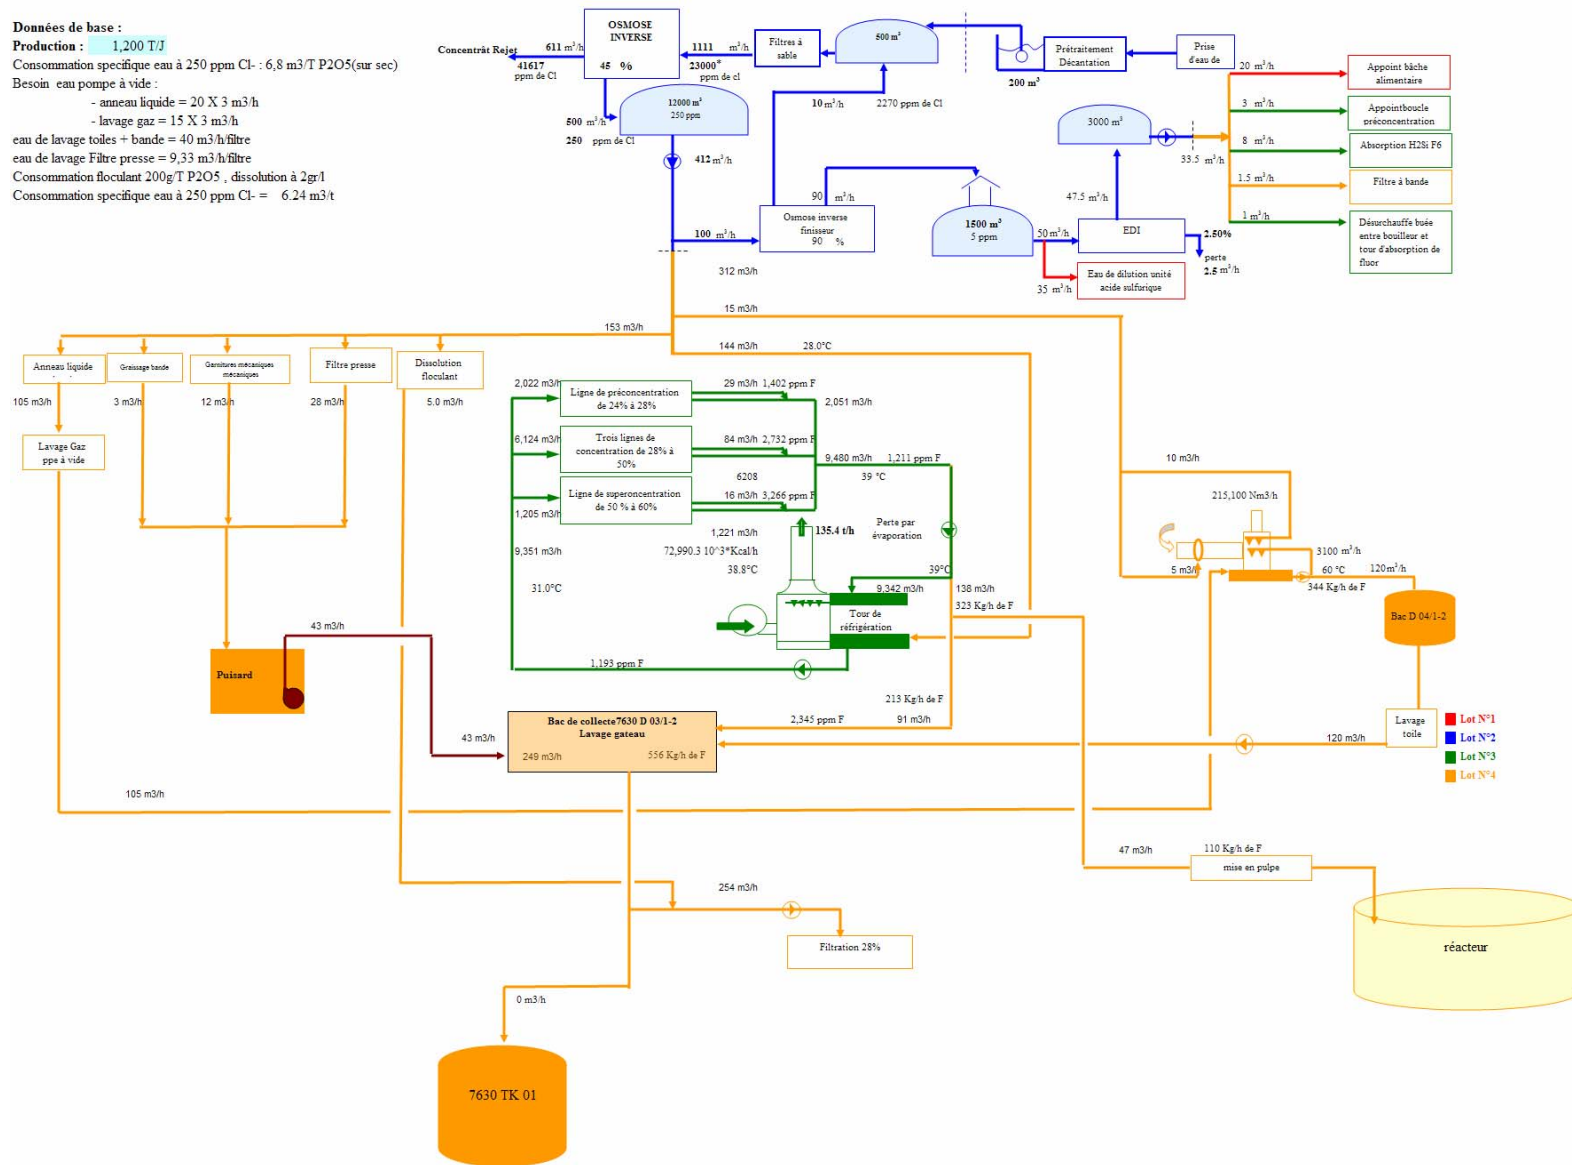 Données de base :
Production : 1,200 T/J
Consommation specifique eau à 250 ppm Cl- : 6,8 m3/T P2O5(sur sec)
Besoin eau pompe à vide :
- anneau liquide = 20 X 3 m3/h
- lavage gaz = 15 X 3 m3/h
eau de lavage toiles + bande = 40 m3/h/filtre
eau de lavage Filtre presse = 9,33 m3/h/filtre
Consommation floculant 200g/T P2O5 , dissolution à 2gr/l
Consommation specifique eau à 250 ppm Cl- = 6.24 m3/t
Concentrât Rejet
611 m³/h
41617
ppm de Cl
OSMOSE
INVERSE
45 %
1111 m³/h
23000*
ppm de cl
Filtres à
sable
500 m³
200 m³
Prétraitement
Décantation
Prise
d'eau de
500 m³/h
250 ppm de Cl
12000 m³
250 ppm
412 m³/h
10 m³/h
2270 ppm de Cl
100 m³/h
Osmose inverse
finisseur
90 %
90 m³/h
1500 m³
5 ppm
50 m³/h
35 m³/h
Eau de dilution unité
acide sulfurique
EDI
2.50%
perte
2.5 m³/h
47.5 m³/h
3000 m³
33.5 m³/h
20 m³/h
Appoint bâche
alimentaire
3 m³/h
Appointboucle
préconcentration
8 m³/h
Absorption H2Si F6
1.5 m³/h
Filtre à bande
1 m³/h
Désurchauffe buée
entre bouilleur et
tour d'absorption de
fluor
312 m3/h
15 m3/h
153 m3/h
144 m3/h
28.0°C
Anneau liquide
Graissage bande
Garnitures mécaniques
mécaniques
Filtre presse
Dissolution
floculant
105 m3/h
3 m3/h
12 m3/h
28 m3/h
5.0 m3/h
Lavage Gaz
ppe à vide
2,022 m3/h
Ligne de préconcentration
de 24% à 28%
29 m3/h
1,402 ppm F
2,051 m3/h
6,124 m3/h
Trois lignes de
concentration de 28% à
50%
84 m3/h
2,732 ppm F
6208
9,480 m3/h
1,211 ppm F
39 °C
Ligne de superoncentration
de 50 % à 60%
16 m3/h
3,266 ppm F
1,205 m3/h
1,221 m3/h
9,351 m3/h
72,990.3 10^3*Kcal/h
38.8°C
31.0°C
135.4 t/h
Perte par
évaporation
39°C
9,342 m3/h
138 m3/h
323 Kg/h de F
Tour de
réfrigération
1,193 ppm F
10 m3/h
215,100 Nm3/h
5 m3/h
3100 m³/h
60 °C
120m³/h
344 Kg/h de F
Bac D 04/1-2
Lavage
toile
120 m3/h
Lot N°1
Lot N°2
Lot N°3
Lot N°4
43 m3/h
Puisard
43 m3/h
213 Kg/h de F
2,345 ppm F
91 m3/h
Bac de collecte7630 D 03/1-2
Lavage gateau
249 m3/h
556 Kg/h de F
105 m3/h
254 m3/h
Filtration 28%
47 m3/h
110 Kg/h de F
mise en pulpe
réacteur
0 m3/h
7630 TK 01